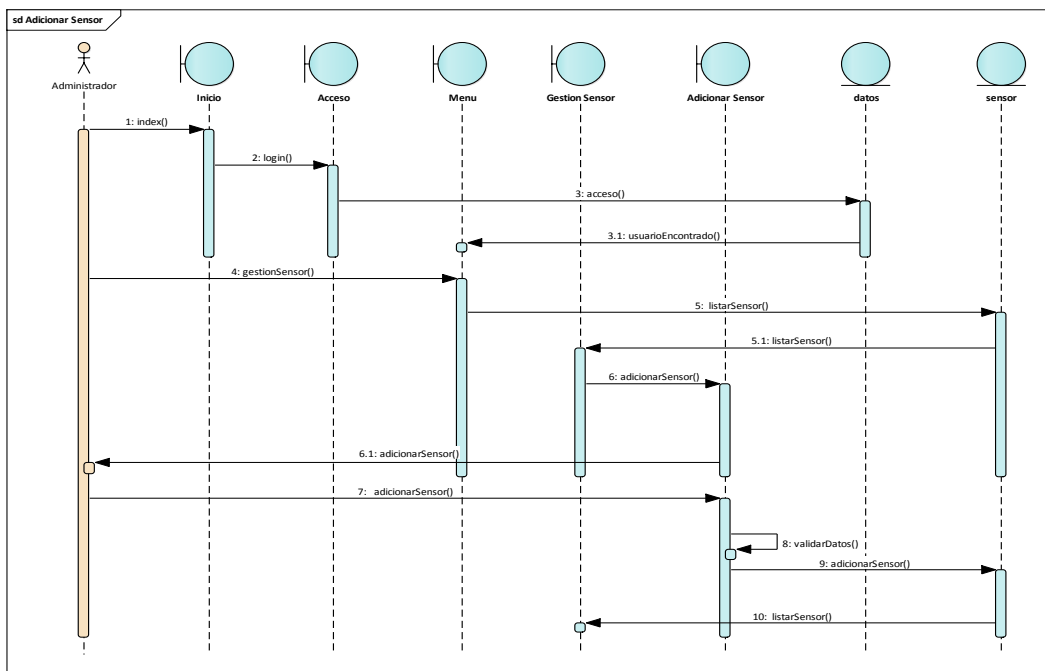 sd Adicionar Sensor
Administrador
Inicio
Acceso
Menu
Gestion Sensor
Adicionar Sensor
datos
sensor
1: index()
2: login()
3: acceso()
3.1: usuarioEncontrado()
4: gestionSensor()
5: listarSensor()
5.1: listarSensor()
6: adicionarSensor()
6.1: adicionarSensor()
7: adicionarSensor()
8: validarDatos()
9: adicionarSensor()
10: listarSensor()